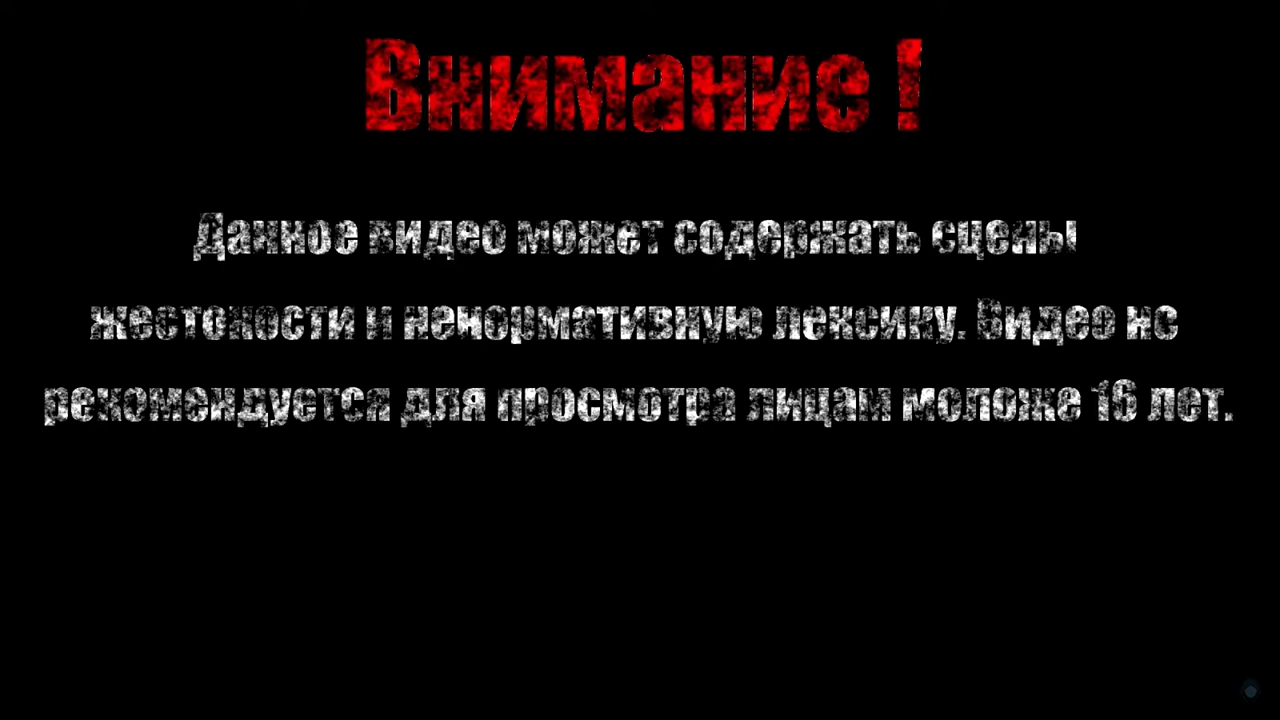 Внимание !
Данное видео может содержать сцены
жестокости и ненормативную лексику. Видео не
рекомендуется для просмотра лицам моложе 16 лет.